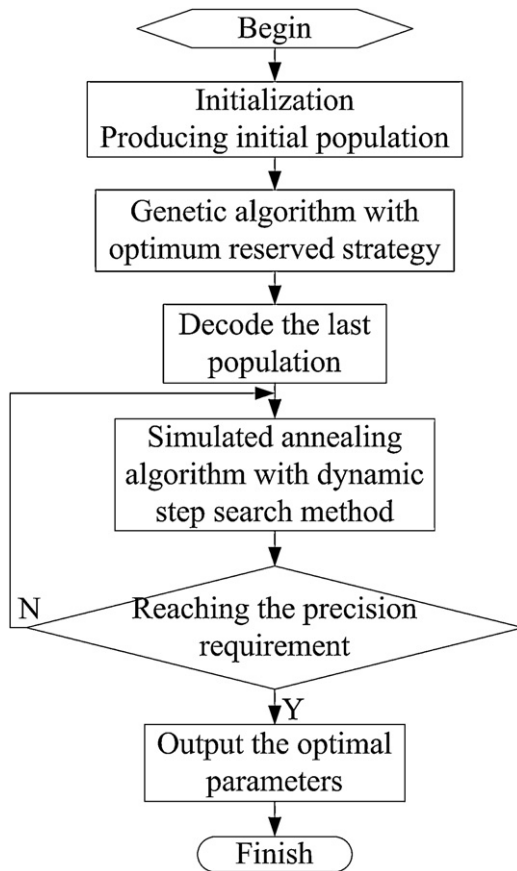 Begin
Initialization
Producing initial population
Genetic algorithm with
optimum reserved strategy
Decode the last
population
Simulated annealing
algorithm with dynamic
step search method
N
Reaching the precision
requirement
Y
Output the optimal
parameters
Finish